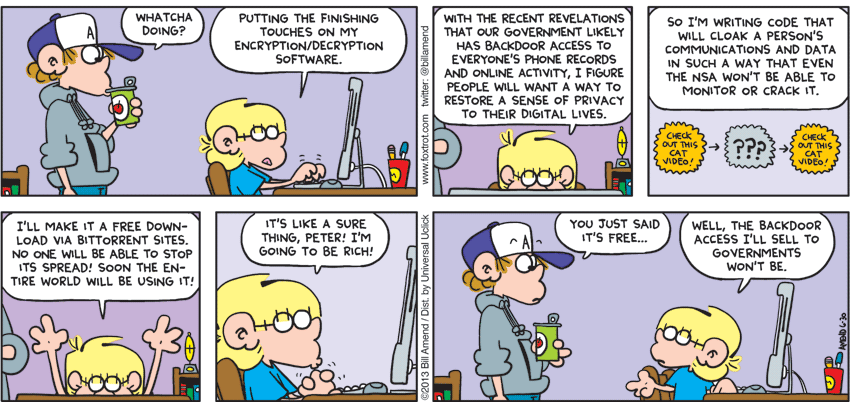 WHATCHA
DOING?
A
PUTTING THE FINISHING
TOUCHES ON MY
ENCRYPTION/DECRYPTION
SOFTWARE.
www.foxtrot.com twitter: @billamend
WITH THE RECENT REVELATIONS
THAT OUR GOVERNMENT LIKELY
HAS BACKDOOR ACCESS TO
EVERYONE'S PHONE RECORDS
AND ONLINE ACTIVITY, I FIGURE
PEOPLE WILL WANT A WAY TO
RESTORE A SENSE OF PRIVACY
TO THEIR DIGITAL LIVES.
SO I'M WRITING CODE THAT
WILL CLOAK A PERSON'S
COMMUNICATIONS AND DATA
IN SUCH A WAY THAT EVEN
THE NSA WON'T BE ABLE TO
MONITOR OR CRACK IT.
CHECK
OUT THIS
CAT
VIDEO!
???
CHECK
OUT THIS
CAT
VIDEO!
I'LL MAKE IT A FREE DOWN-
LOAD VIA BITTORRENT SITES.
NO ONE WILL BE ABLE TO STOP
ITS SPREAD! SOON THE EN-
TIRE WORLD WILL BE USING IT!
IT'S LIKE A SURE
THING, PETER! I'M
GOING TO BE RICH!
©2013 Bill Amend / Dist. by Universal Uclick
A
YOU JUST SAID
IT'S FREE...
WELL, THE BACKDOOR
ACCESS I'LL SELL TO
GOVERNMENTS
WON'T BE.
AMEND 6-30